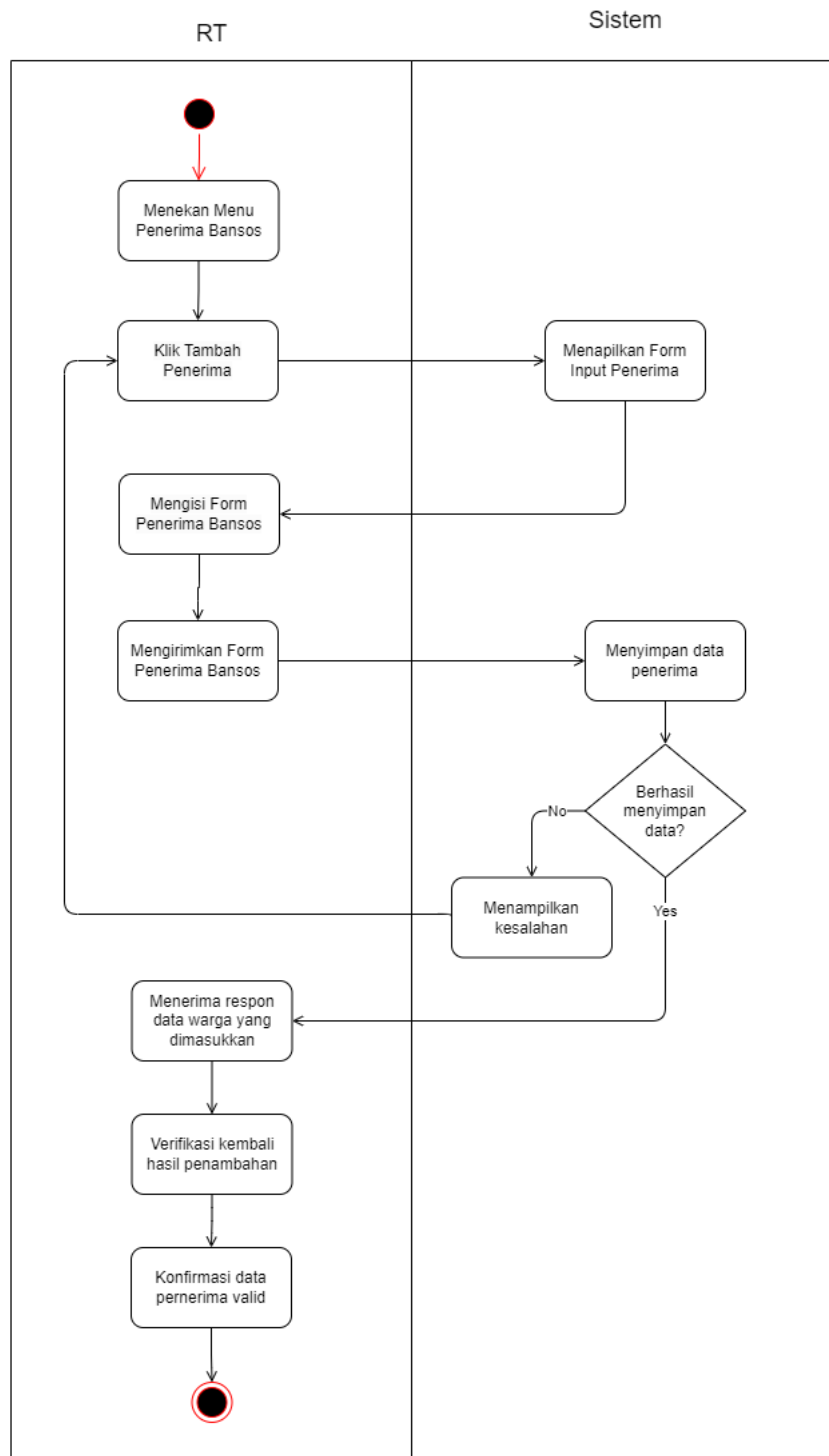 RT
Sistem
Menekan Menu
Penerima Bansos
Klik Tambah
Penerima
Menapilkan Form
Input Penerima
Mengisi Form
Penerima Bansos
Mengirimkan Form
Penerima Bansos
Menyimpan data
penerima
Berhasil
menyimpan
data?
No
Menampilkan
kesalahan
Yes
Menerima respon
data warga yang
dimasukkan
Verifikasi kembali
hasil penambahan
Konfirmasi data
pernerima valid